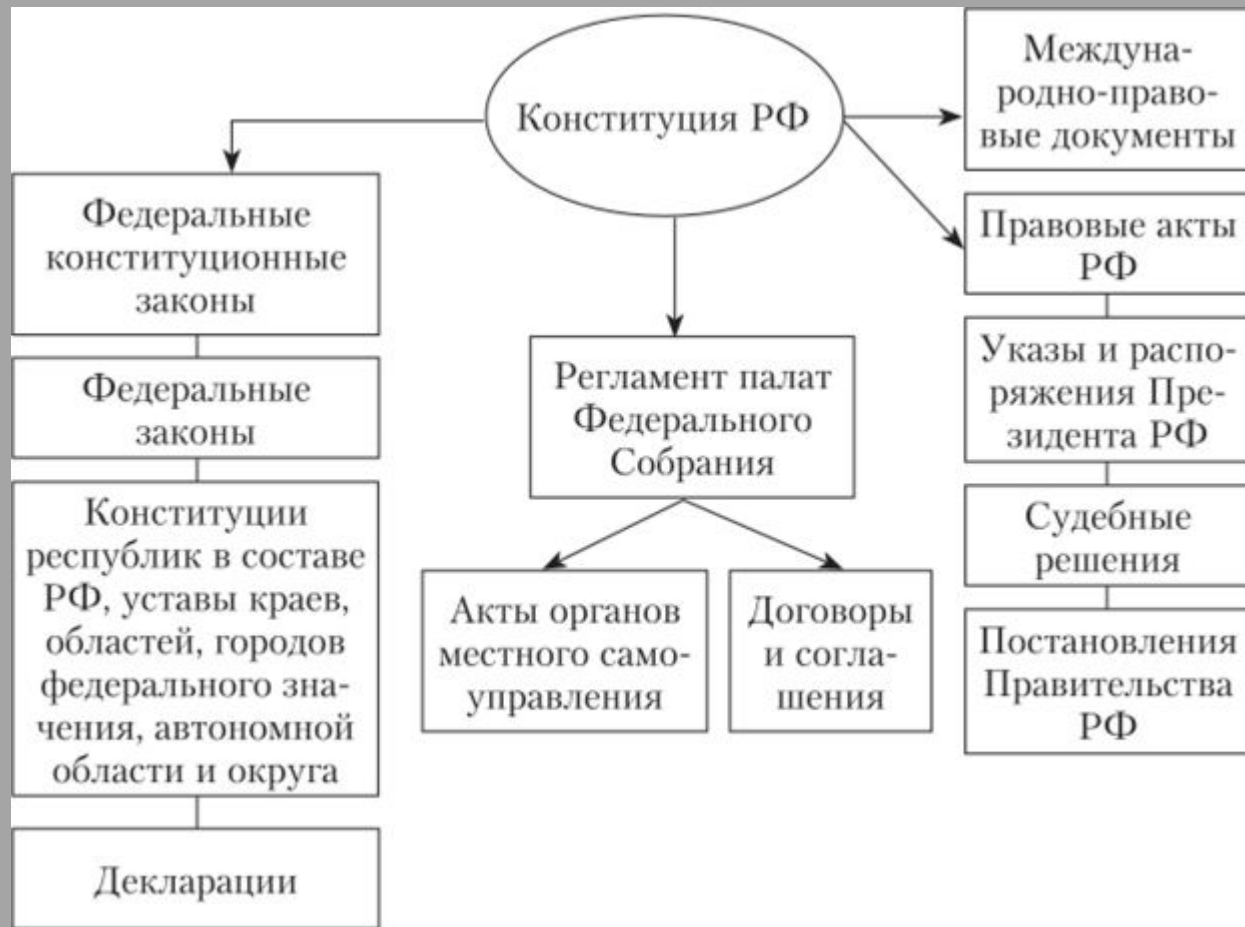 Конституция РФ
Федеральные
конституционные
законы
Федеральные
законы
Конституции
республик в составе
РФ, уставы краев,
областей, городов
федерального зна-
чения, автономной
области и округа
Декларации
Регламент палат
Федерального
Собрания
Акты органов
местного само-
управления
Договоры
и согла-
шения
Междуна-
родно-право-
вые документы
Правовые акты
РФ
Указы и распо-
ряжения Пре-
зидента РФ
Судебные
решения
Постановления
Правительства
РФ